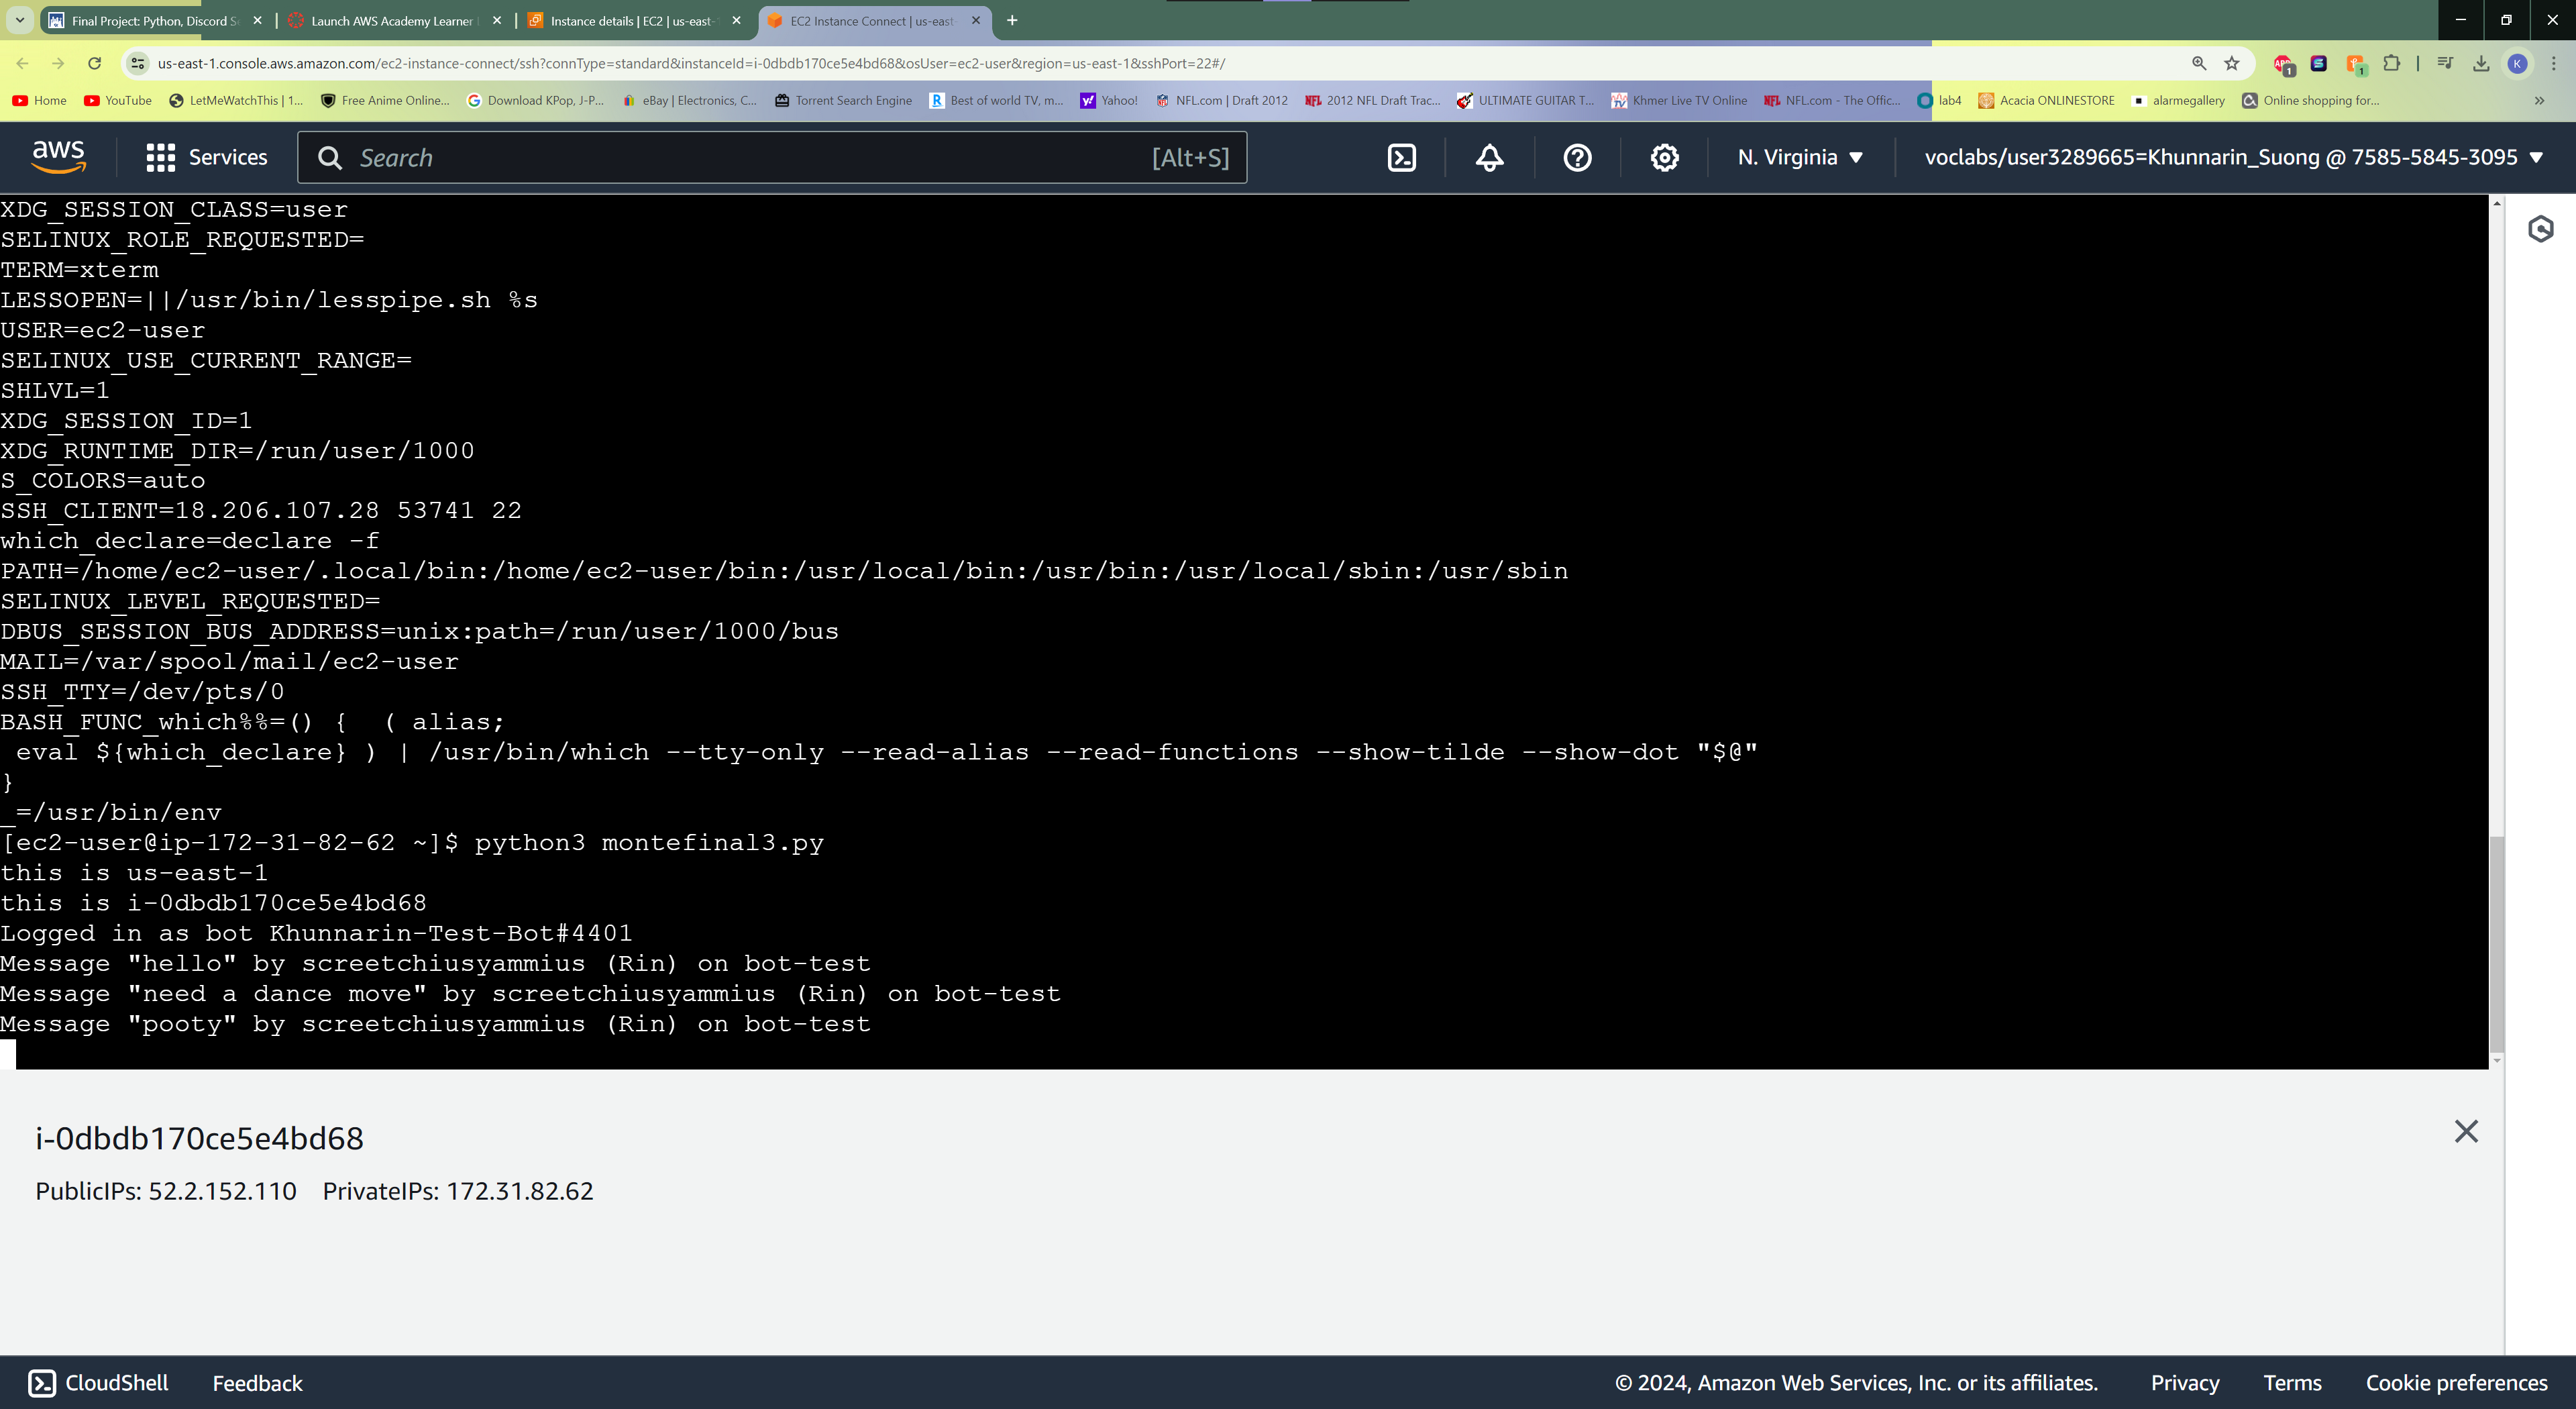 Final Project: Python, Discord Se
Launch AWS Academy Learner L
Instance details | EC2 | us-east-1
EC2 Instance Connect | us-east-
us-east-1.console.aws.amazon.com/ec2-instance-connect/ssh?connType=standard&instanceId=i-0dbdb170ce5e4bd68&osUser=ec2-user&region=us-east-1&sshPort=22#/
ABP 1 1 K
Home YouTube LetMeWatchThis | 1... Free Anime Online... Download KPop, J-P... eBay | Electronics, C... Torrent Search Engine Best of world TV, m... Yahoo! NFL.com | Draft 2012 2012 NFL Draft Trac... ULTIMATE GUITAR T... Khmer Live TV Online NFL.com - The Offic... lab4 Acacia ONLINESTORE alarmegallery Online shopping for...
aws Services Search [Alt+S] N. Virginia voclabs/user3289665=Khunnarin_Suong @ 7585-5845-3095
XDG_SESSION_CLASS=user
SELINUX_ROLE_REQUESTED=
TERM=xterm
LESSOPEN=||/usr/bin/lesspipe.sh %s
USER=ec2-user
SELINUX_USE_CURRENT_RANGE=
SHLVL=1
XDG_SESSION_ID=1
XDG_RUNTIME_DIR=/run/user/1000
S_COLORS=auto
SSH_CLIENT=18.206.107.28 53741 22
which_declare=declare -f
PATH=/home/ec2-user/.local/bin:/home/ec2-user/bin:/usr/local/bin:/usr/bin:/usr/local/sbin:/usr/sbin
SELINUX_LEVEL_REQUESTED=
DBUS_SESSION_BUS_ADDRESS=unix:path=/run/user/1000/bus
MAIL=/var/spool/mail/ec2-user
SSH_TTY=/dev/pts/0
BASH_FUNC_which%%=() {  ( alias;
 eval ${which_declare} ) | /usr/bin/which --tty-only --read-alias --read-functions --show-tilde --show-dot "$@"
}
_=/usr/bin/env
[ec2-user@ip-172-31-82-62 ~]$ python3 montefinal3.py
this is us-east-1
this is i-0dbdb170ce5e4bd68
Logged in as bot Khunnarin-Test-Bot#4401
Message "hello" by screetchiusyammius (Rin) on bot-test
Message "need a dance move" by screetchiusyammius (Rin) on bot-test
Message "pooty" by screetchiusyammius (Rin) on bot-test
i-0dbdb170ce5e4bd68
PublicIPs: 52.2.152.110 PrivateIPs: 172.31.82.62
CloudShell Feedback © 2024, Amazon Web Services, Inc. or its affiliates. Privacy Terms Cookie preferences